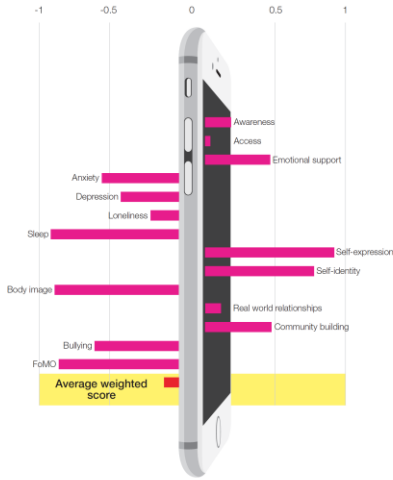 -1 -0.5 0 0.5 1
Awareness
Access
Emotional support
Anxiety
Depression
Loneliness
Sleep
Self-expression
Self-identity
Body image
Real world relationships
Community building
Bullying
FoMO
Average weighted
score